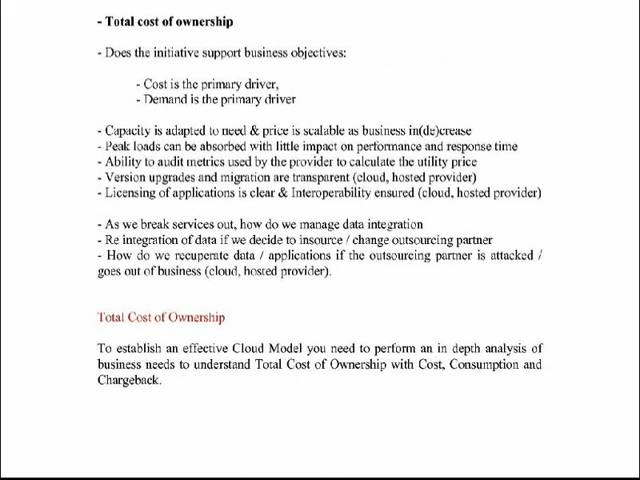 - Total cost of ownership
- Does the initiative support business objectives:
- Cost is the primary driver,
- Demand is the primary driver
- Capacity is adapted to need & price is scalable as business in(de)crease
- Peak loads can be absorbed with little impact on performance and response time
- Ability to audit metrics used by the provider to calculate the utility price
- Version upgrades and migration are transparent (cloud, hosted provider)
- Licensing of applications is clear & Interoperability ensured (cloud, hosted provider)
- As we break services out, how do we manage data integration
- Re integration of data if we decide to insource / change outsourcing partner
- How do we recuperate data / applications if the outsourcing partner is attacked /
goes out of business (cloud, hosted provider).
Total Cost of Ownership
To establish an effective Cloud Model you need to perform an in depth analysis of
business needs to understand Total Cost of Ownership with Cost, Consumption and
Chargeback.